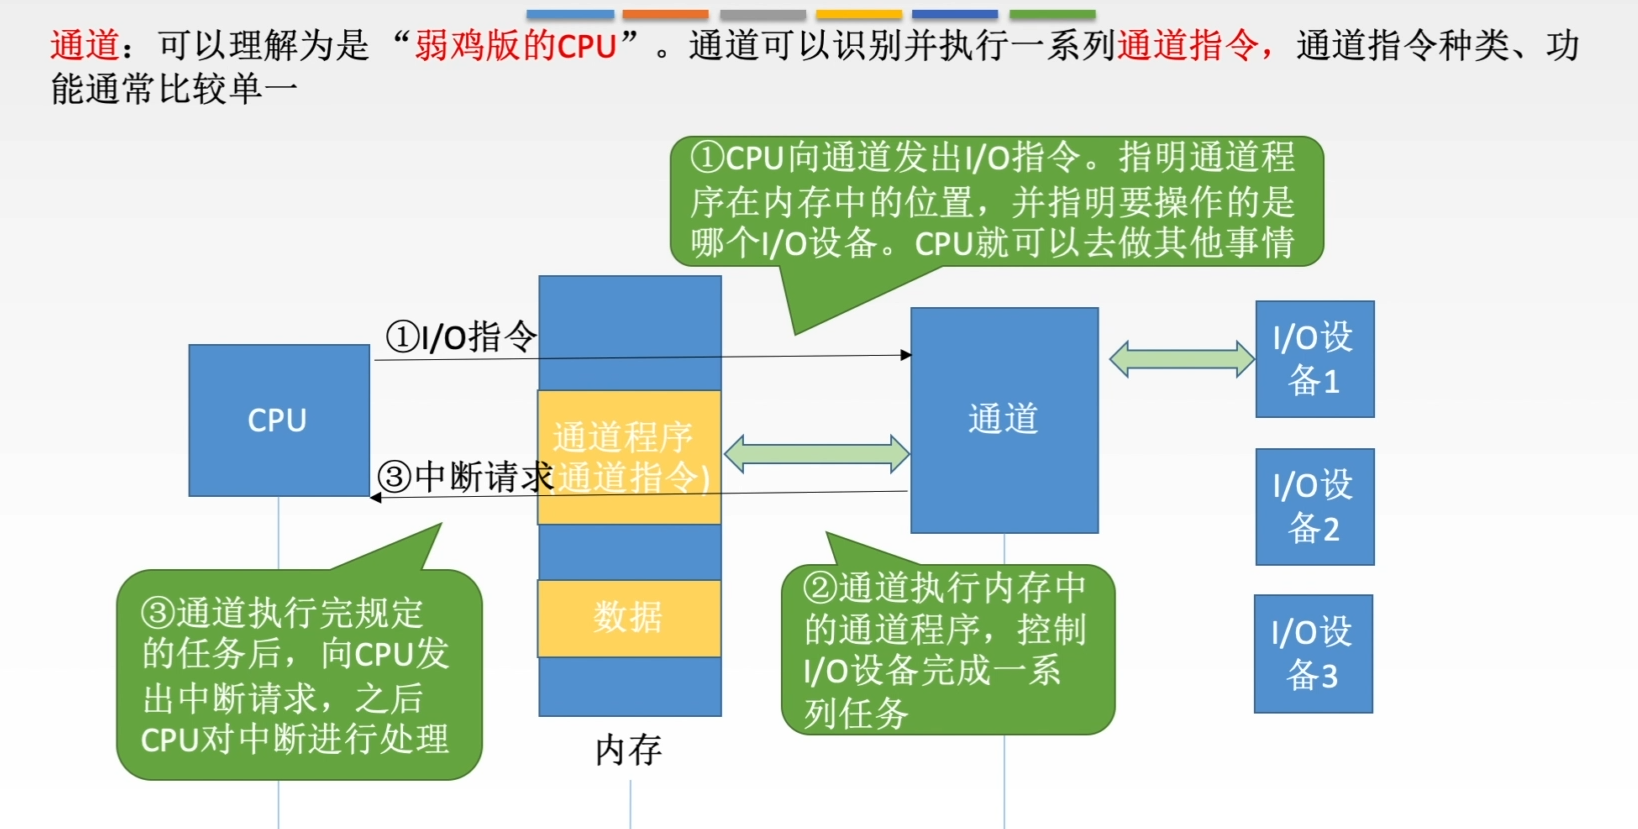 通道：可以理解为是“弱鸡版的CPU”。通道可以识别并执行一系列通道指令，通道指令种类、功
能通常比较单一
①CPU向通道发出I/O指令。指明通道程
序在内存中的位置，并指明要操作的是
哪个I/O设备。CPU就可以去做其他事情
①I/O指令
CPU
通道程序
(通道指令)
③中断请求
通道
I/O设
备1
I/O设
备2
I/O设
备3
数据
内存
③通道执行完规定
的任务后，向CPU发
出中断请求，之后
CPU对中断进行处理
②通道执行内存中
的通道程序，控制
I/O设备完成一系
列任务